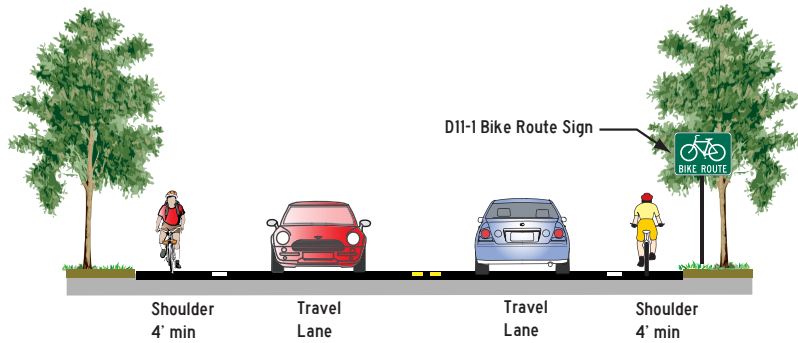 D11-1 Bike Route Sign
BIKE ROUTE
Shoulder
4' min
Travel
Lane
Travel
Lane
Shoulder
4' min